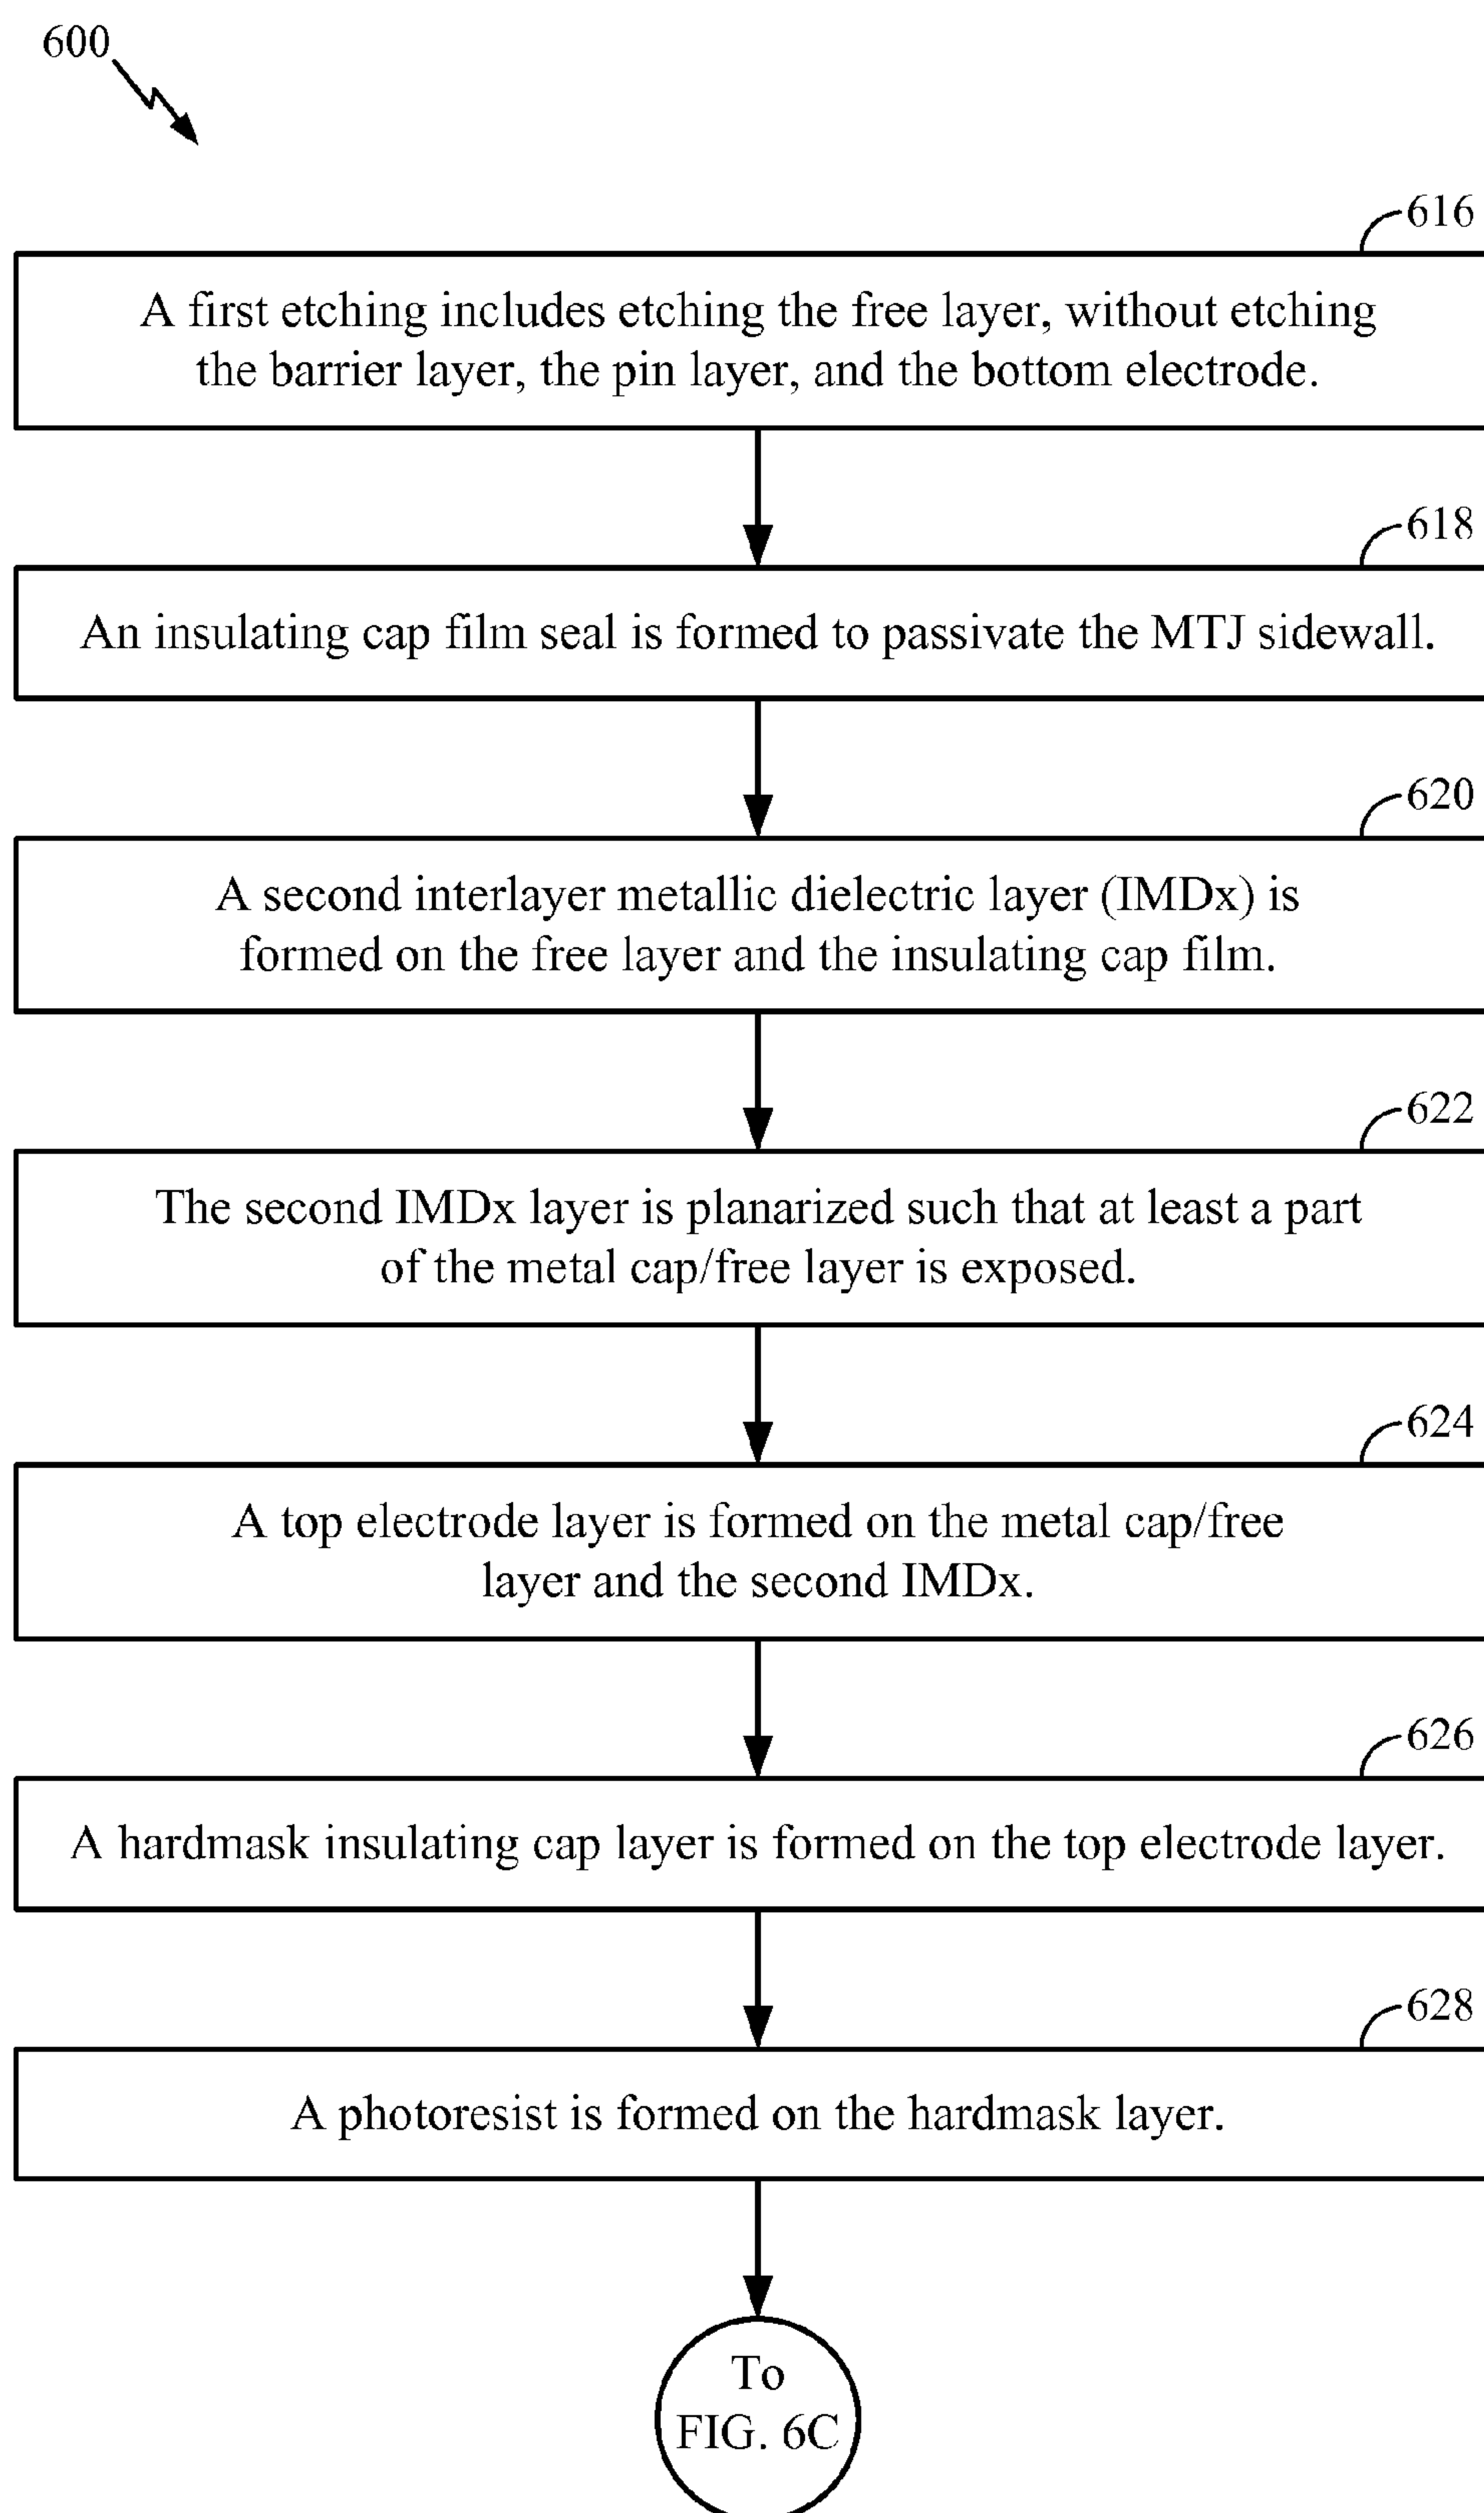 600
616
A first etching includes etching the free layer, without etching
the barrier layer, the pin layer, and the bottom electrode.
618
An insulating cap film seal is formed to passivate the MTJ sidewall.
620
A second interlayer metallic dielectric layer (IMDx) is
formed on the free layer and the insulating cap film.
622
The second IMDx layer is planarized such that at least a part
of the metal cap/free layer is exposed.
624
A top electrode layer is formed on the metal cap/free
layer and the second IMDx.
626
A hardmask insulating cap layer is formed on the top electrode layer.
628
A photoresist is formed on the hardmask layer.
To
FIG. 6C